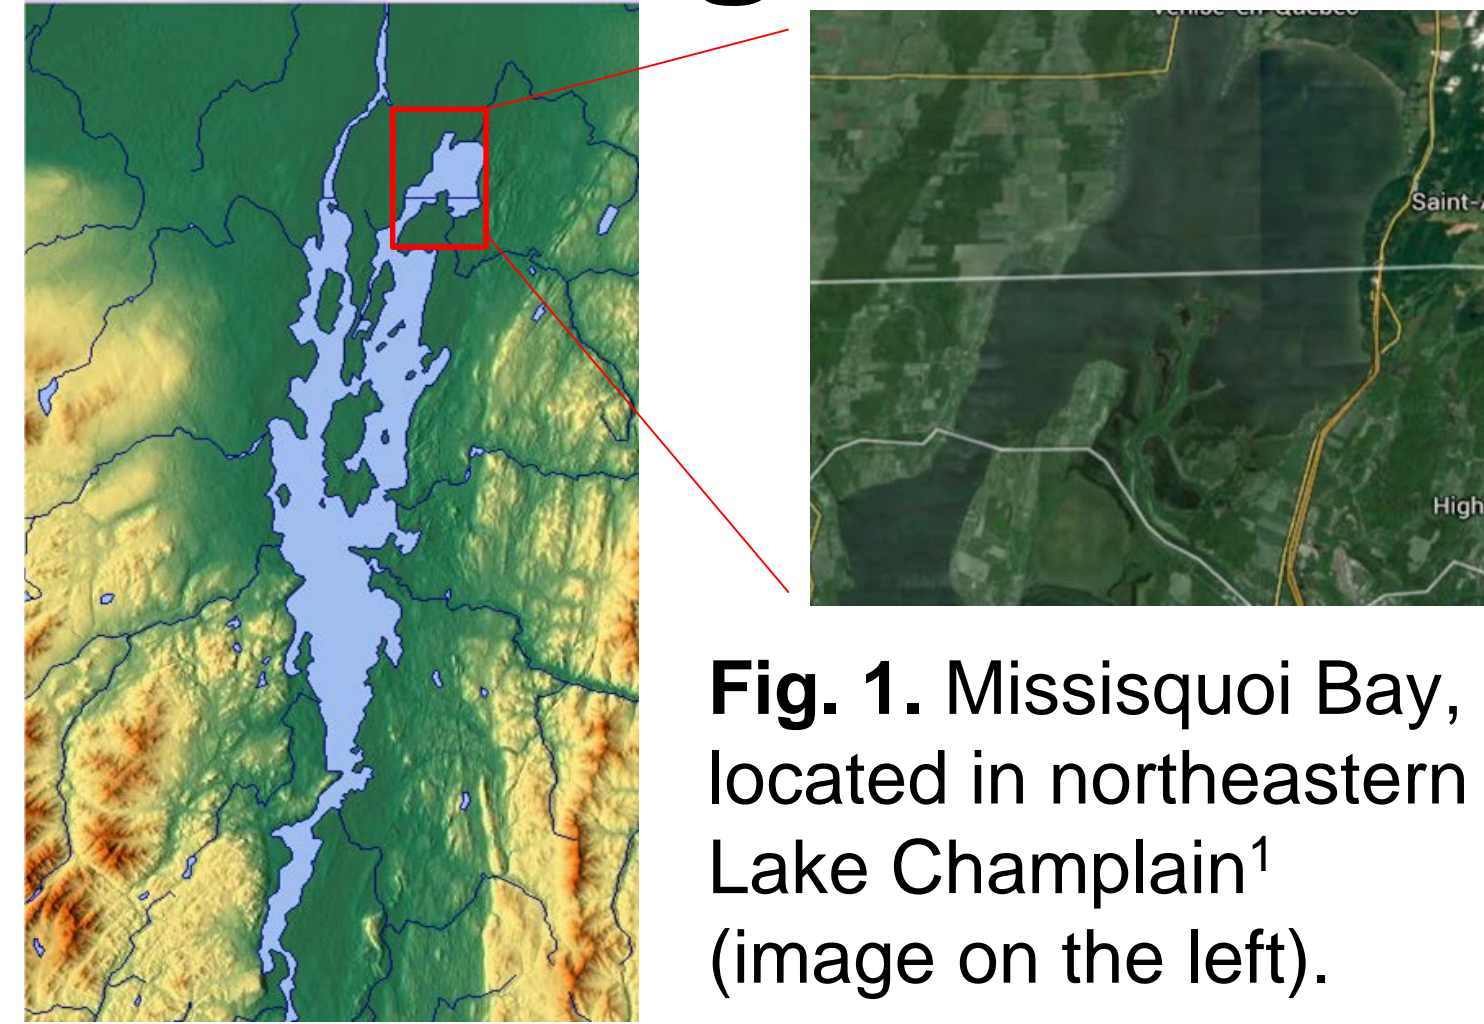 Saint-
High
Fig. 1. Missisquoi Bay,
located in northeastern
Lake Champlain¹
(image on the left).